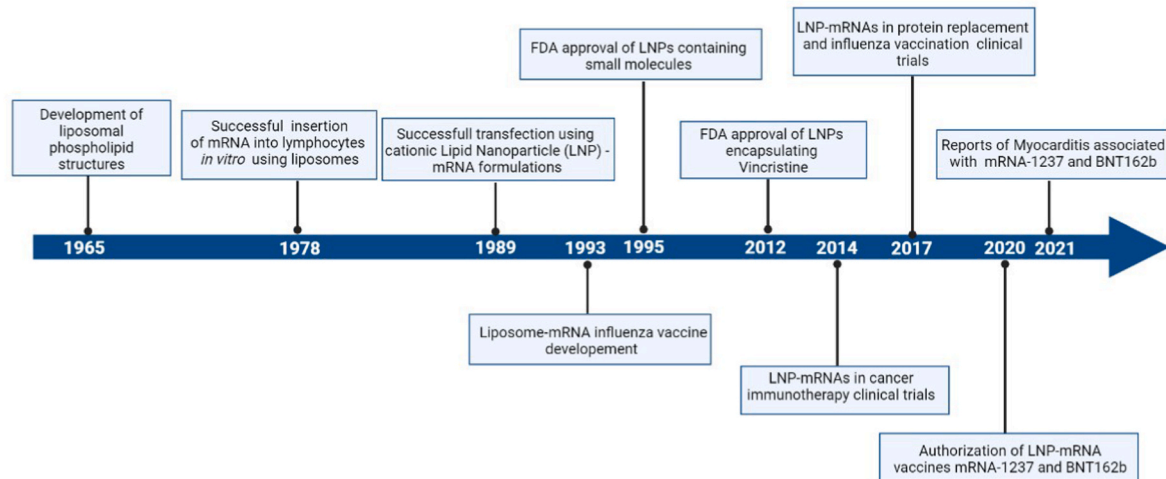 LNP-mRNAs in protein replacement
and influenza vaccination clinical
trials
FDA approval of LNPs containing
small molecules
Development of
liposomal
phospholipid
structures
Successful insertion
of mRNA into lymphocytes
in vitro using liposomes
Successfull transfection using
cationic Lipid Nanoparticle (LNP) -
mRNA formulations
FDA approval of LNPs
encapsulating
Vincristine
Reports of Myocarditis associated
with mRNA-1237 and BNT162b
1965 1978 1989 1993 1995 2012 2014 2017 2020 2021
Liposome-mRNA influenza vaccine
developement
LNP-mRNAs in cancer
immunotherapy clinical trials
Authorization of LNP-mRNA
vaccines mRNA-1237 and BNT162b